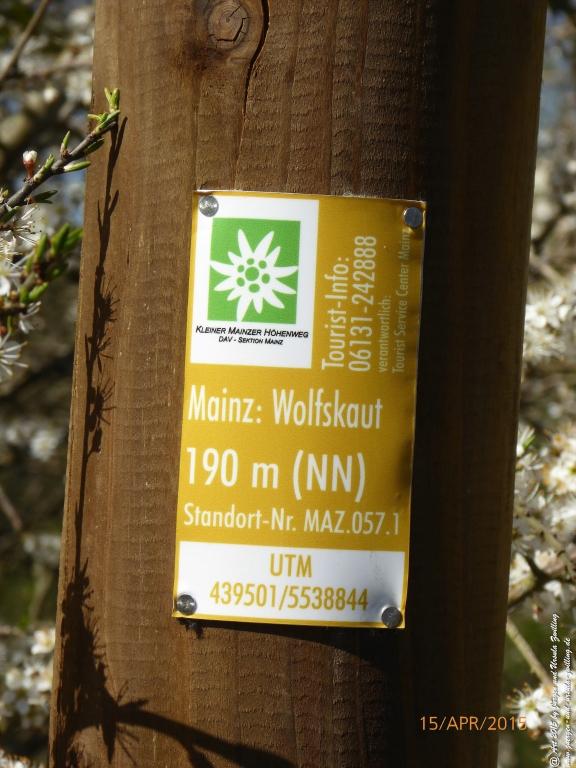 KLEINER MAINZER HÖHENWEG
DAV - SEKTION MAINZ
Tourist-Info:
06131-242888
verantwortlich:
Tourist Service Center Mainz
Mainz: Wolfskaut
190 m (NN)
Standort-Nr. MAZ.057.1
UTM
439501/5538844
15/APR/2015